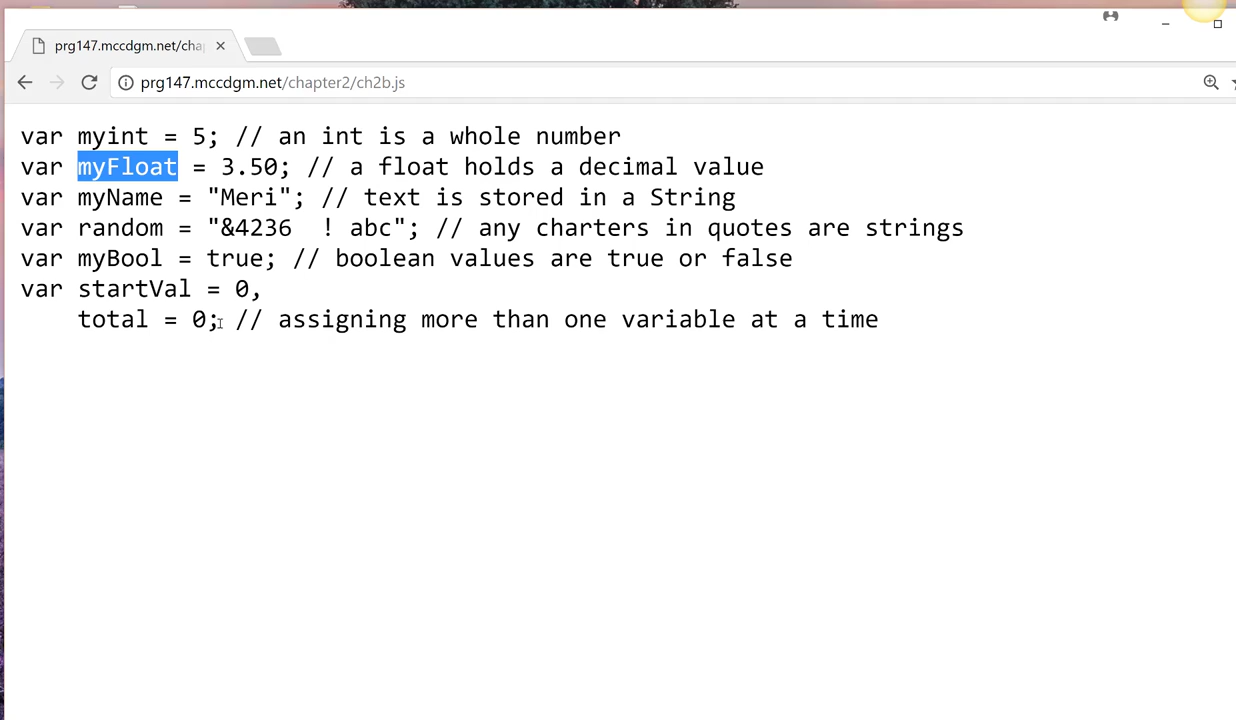 prg147.mccdgm.net/cha
prg147.mccdgm.net/chapter2/ch2b.js
var myint = 5; // an int is a whole number
var myFloat = 3.50; // a float holds a decimal value
var myName = "Meri"; // text is stored in a String
var random = "&4236  ! abc"; // any charters in quotes are strings
var myBool = true; // boolean values are true or false
var startVal = 0,
    total = 0; // assigning more than one variable at a time